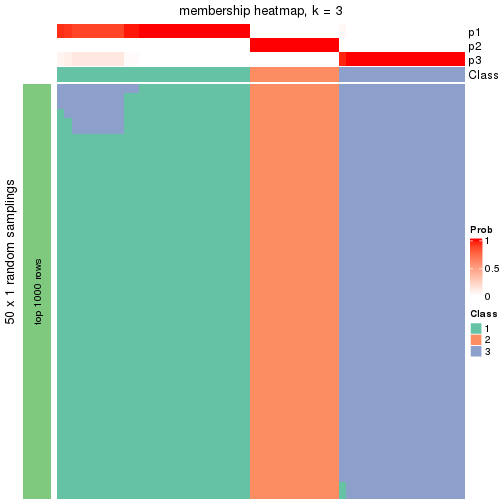 membership heatmap, k = 3
p1
p2
p3
Class
50 x 1 random samplings
top 1000 rows
Prob
1
0.5
0
Class
1
2
3